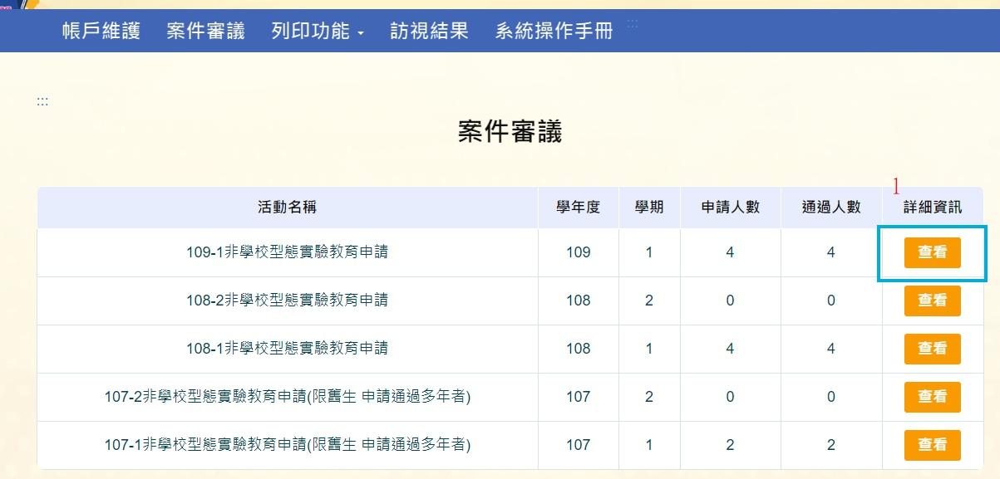 帳戶維護 案件審議 列印功能 訪視結果 系統操作手冊 :::
:::
案件審議
1
活動名稱 學年度 學期 申請人數 通過人數 詳細資訊
109-1非學校型態實驗教育申請 109 1 4 4 查看
108-2非學校型態實驗教育申請 108 2 0 0 查看
108-1非學校型態實驗教育申請 108 1 4 4 查看
107-2非學校型態實驗教育申請(限舊生 申請通過多年者) 107 2 0 0 查看
107-1非學校型態實驗教育申請(限舊生 申請通過多年者) 107 1 2 2 查看